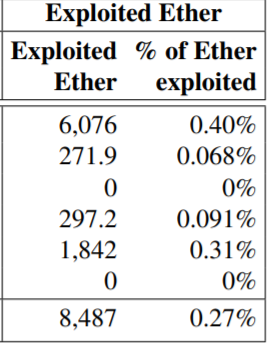 Exploited Ether
Exploited % of Ether
Ether exploited
6,076 0.40%
271.9 0.068%
0 0%
297.2 0.091%
1,842 0.31%
0 0%
8,487 0.27%